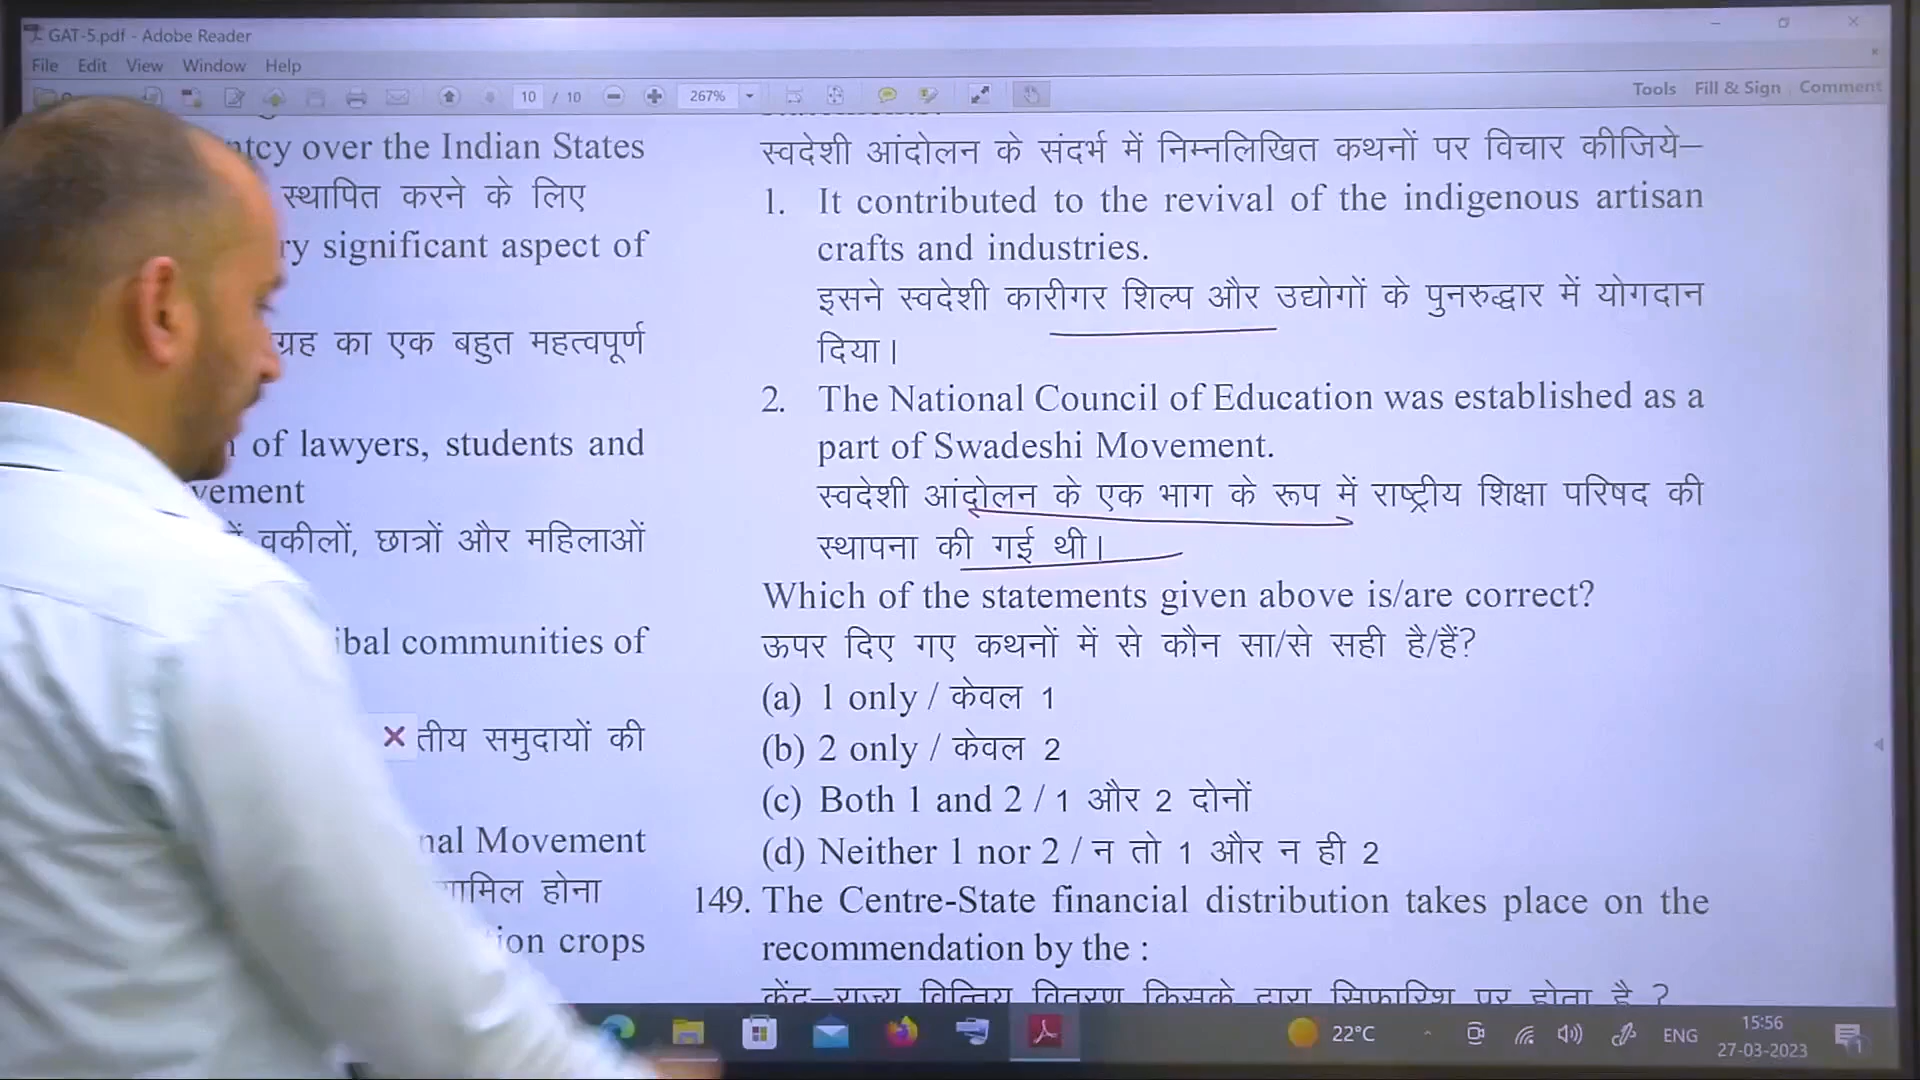 GAT-5.pdf - Adobe Reader
File Edit View Window Help
10 / 10 267% Tools Fill & Sign Comment
over the Indian States
स्थापित करने के लिए
significant aspect of
का एक बहुत महत्वपूर्ण
of lawyers, students and
वकीलों, छात्रों और महिलाओं
communities of
समुदायों की
Movement
होना
crops
स्वदेशी आंदोलन के संदर्भ में निम्नलिखित कथनों पर विचार कीजिये–
1. It contributed to the revival of the indigenous artisan
crafts and industries.
इसने स्वदेशी कारीगर शिल्प और उद्योगों के पुनरुद्धार में योगदान
दिया।
2. The National Council of Education was established as a
part of Swadeshi Movement.
स्वदेशी आंदोलन के एक भाग के रूप में राष्ट्रीय शिक्षा परिषद की
स्थापना की गई थी।
Which of the statements given above is/are correct?
ऊपर दिए गए कथनों में से कौन सा/से सही है/हैं?
(a) 1 only / केवल 1
(b) 2 only / केवल 2
(c) Both 1 and 2 / 1 और 2 दोनों
(d) Neither 1 nor 2 / न तो 1 और न ही 2
149. The Centre-State financial distribution takes place on the
recommendation by the :
केंद–राज्य वित्तिय वितरण किसके द्वारा सिफारिश पर होता है ?
22°C ENG 15:56
27-03-2023 1